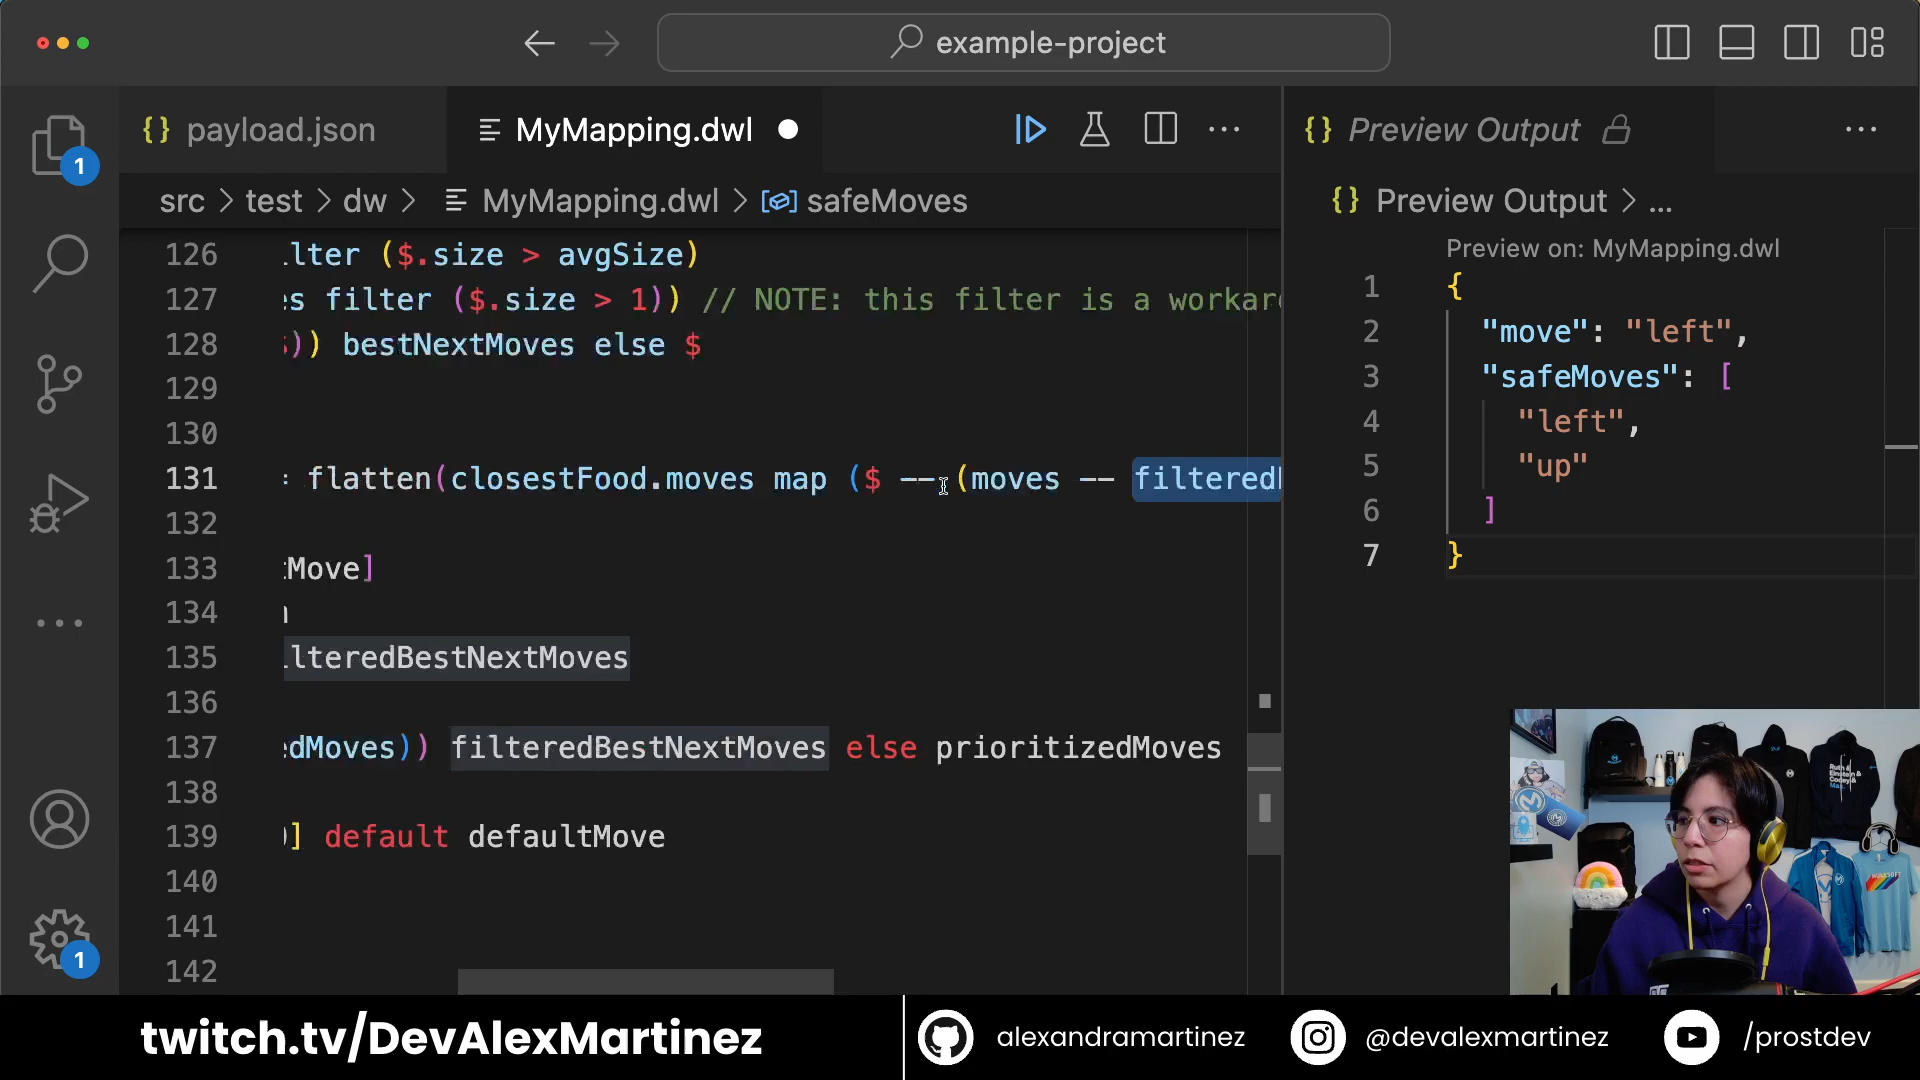 example-project
payload.json
MyMapping.dwl
Preview Output
1
src > test > dw > MyMapping.dwl > safeMoves
Preview Output > ...
Preview on: MyMapping.dwl
126 lter ($.size > avgSize)
127 s filter ($.size > 1)) // NOTE: this filter is a workar
128 )) bestNextMoves else $
129
130
131 = flatten(closestFood.moves map ($ -- (moves -- filtered
132
133 Move]
134
135 lteredBestNextMoves
136
137 dMoves)) filteredBestNextMoves else prioritizedMoves
138
139 ] default defaultMove
140
141
142
1 {
2 "move": "left",
3 "safeMoves": [
4 "left",
5 "up"
6 ]
7 }
1
twitch.tv/DevAlexMartinez
alexandramartinez
@devalexmartinez
/prostdev